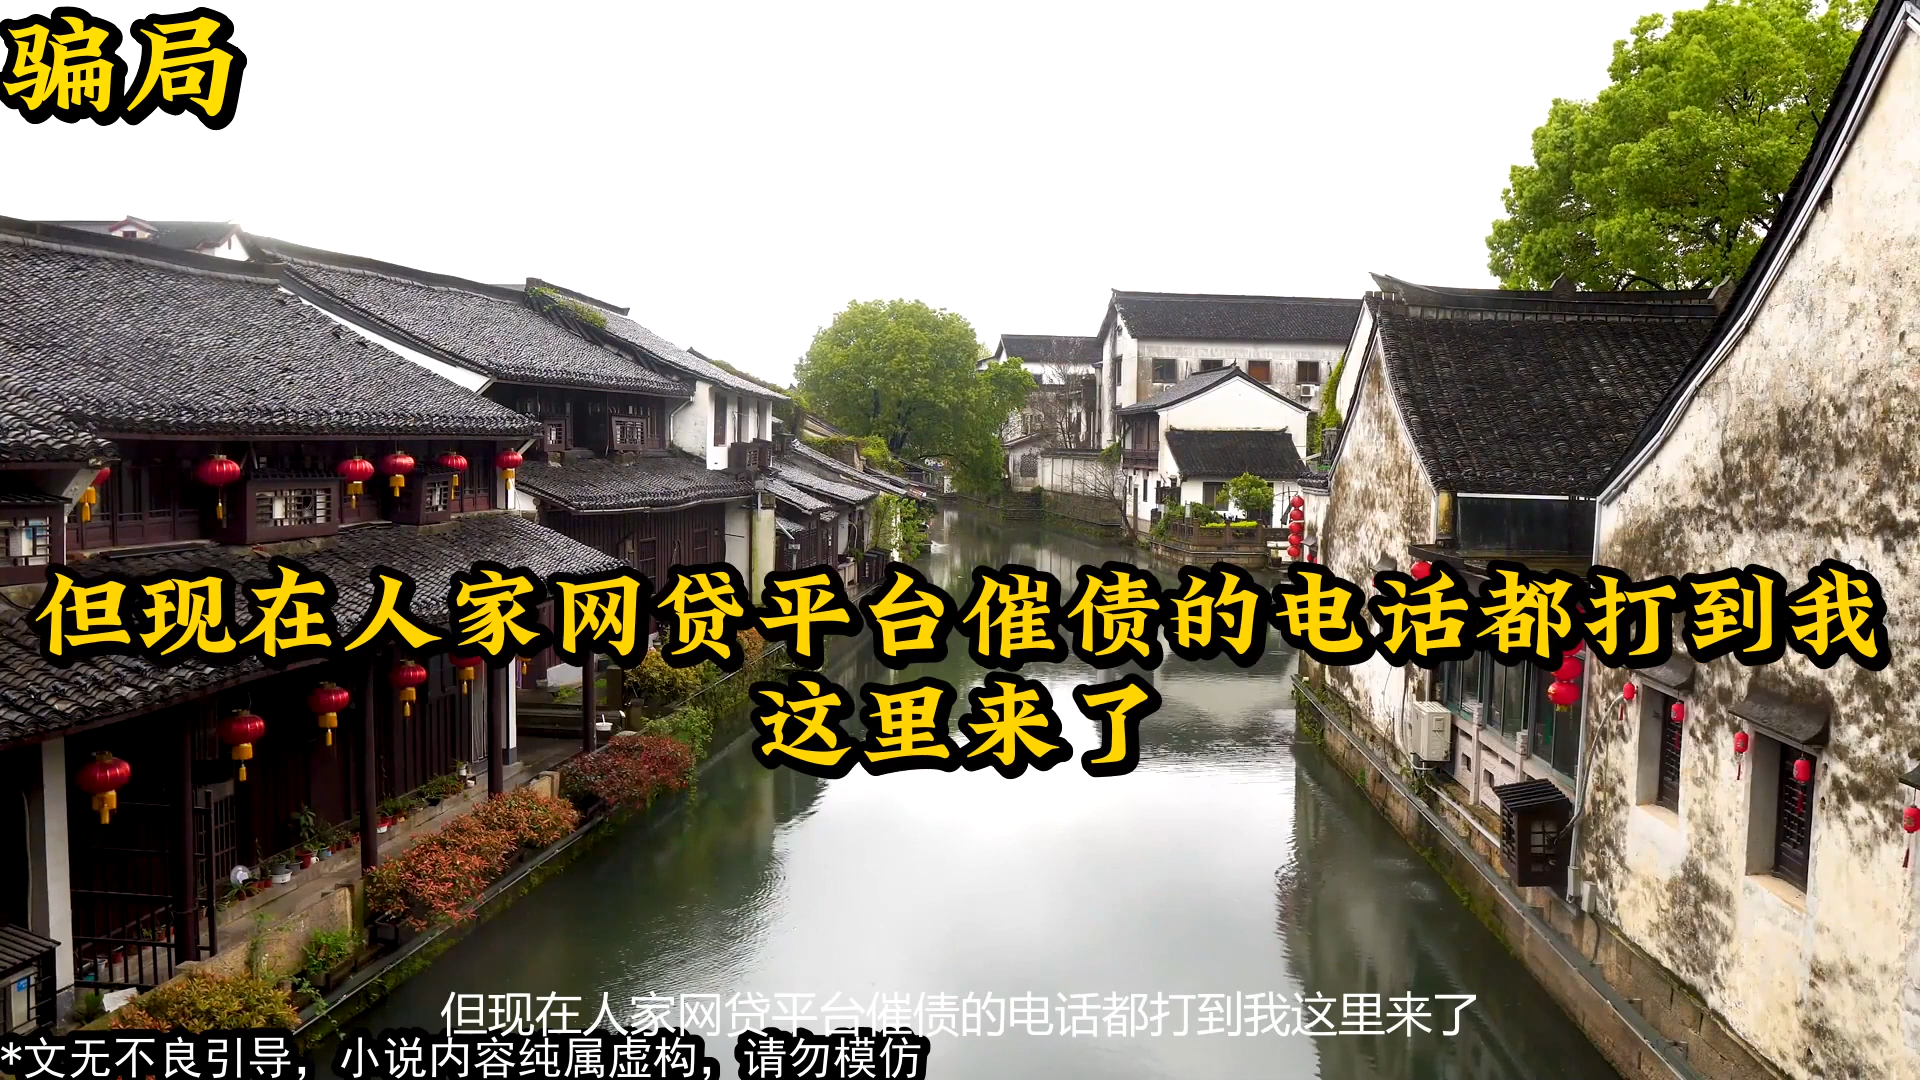 骗局
但现在人家网贷平台催债的电话都打到我
这里来了
但现在人家网贷平台催债的电话都打到我这里来了
*文无不良引导，小说内容纯属虚构，请勿模仿